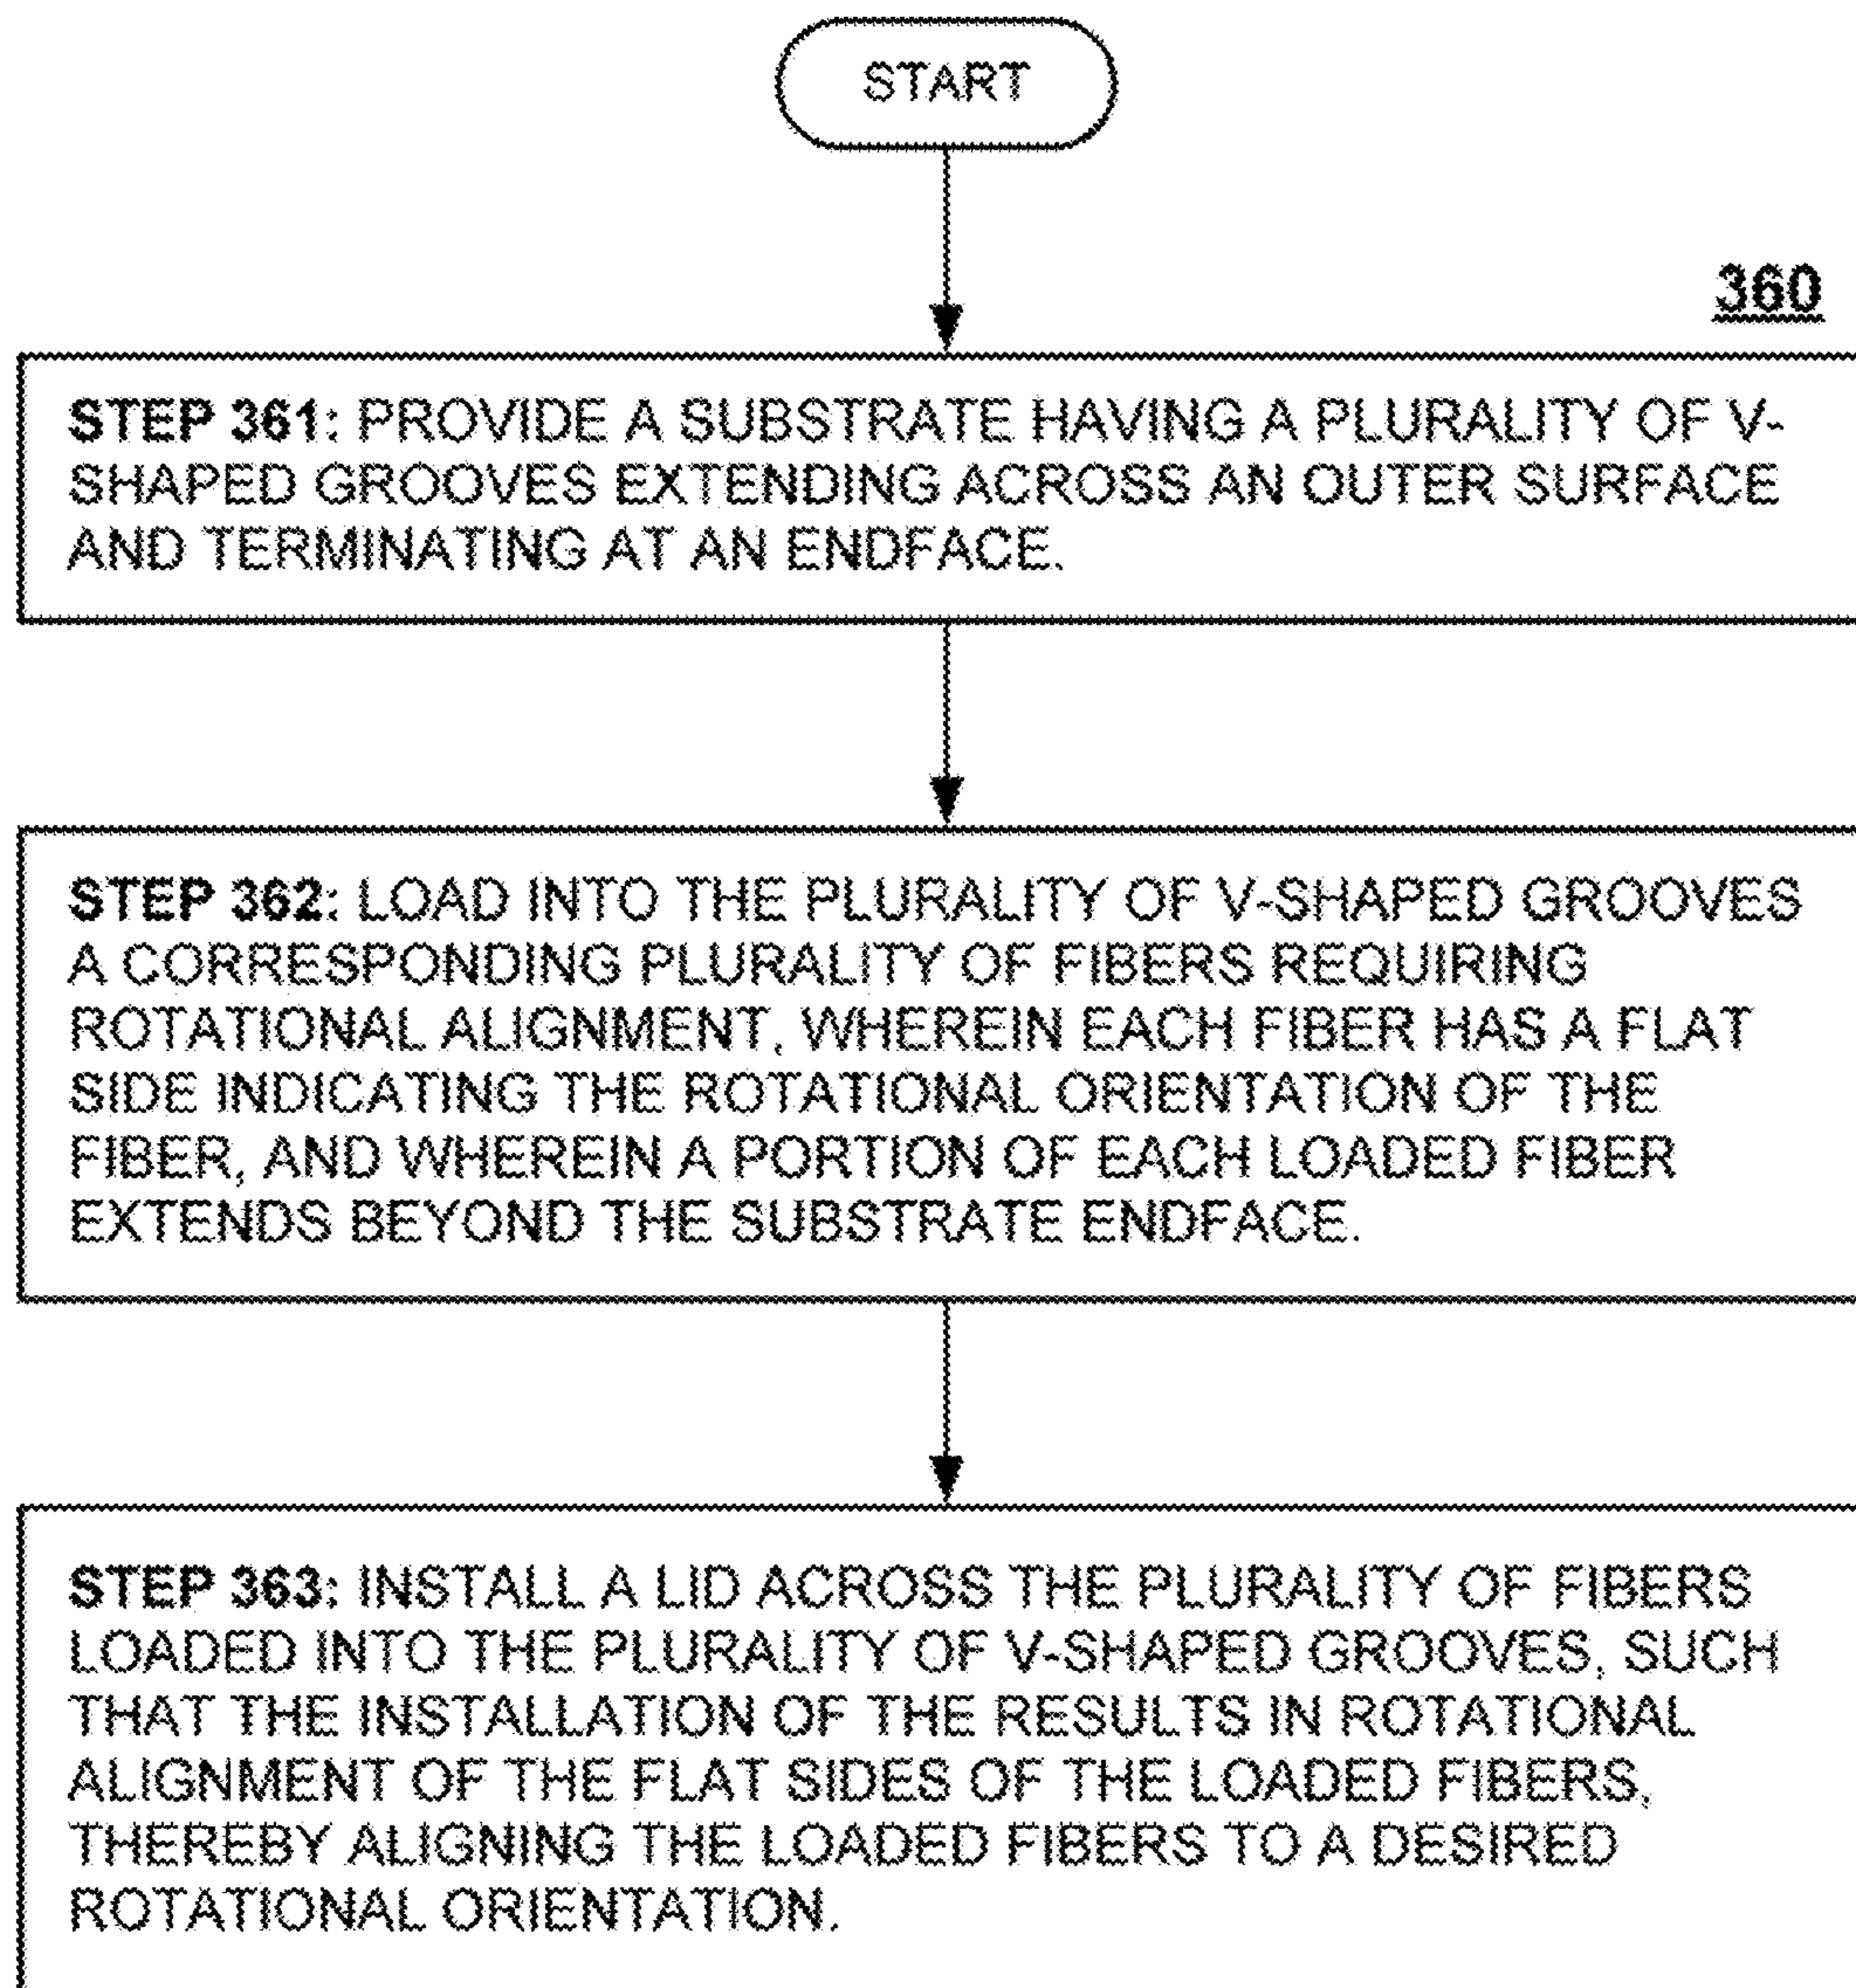 START
360
STEP 361: PROVIDE A SUBSTRATE HAVING A PLURALITY OF V-
SHAPED GROOVES EXTENDING ACROSS AN OUTER SURFACE
AND TERMINATING AT AN ENDFACE.
STEP 362: LOAD INTO THE PLURALITY OF V-SHAPED GROOVES
A CORRESPONDING PLURALITY OF FIBERS REQUIRING
ROTATIONAL ALIGNMENT, WHEREIN EACH FIBER HAS A FLAT
SIDE INDICATING THE ROTATIONAL ORIENTATION OF THE
FIBER, AND WHEREIN A PORTION OF EACH LOADED FIBER
EXTENDS BEYOND THE SUBSTRATE ENDFACE.
STEP 363: INSTALL A LID ACROSS THE PLURALITY OF FIBERS
LOADED INTO THE PLURALITY OF V-SHAPED GROOVES, SUCH
THAT THE INSTALLATION OF THE RESULTS IN ROTATIONAL
ALIGNMENT OF THE FLAT SIDES OF THE LOADED FIBERS,
THEREBY ALIGNING THE LOADED FIBERS TO A DESIRED
ROTATIONAL ORIENTATION.